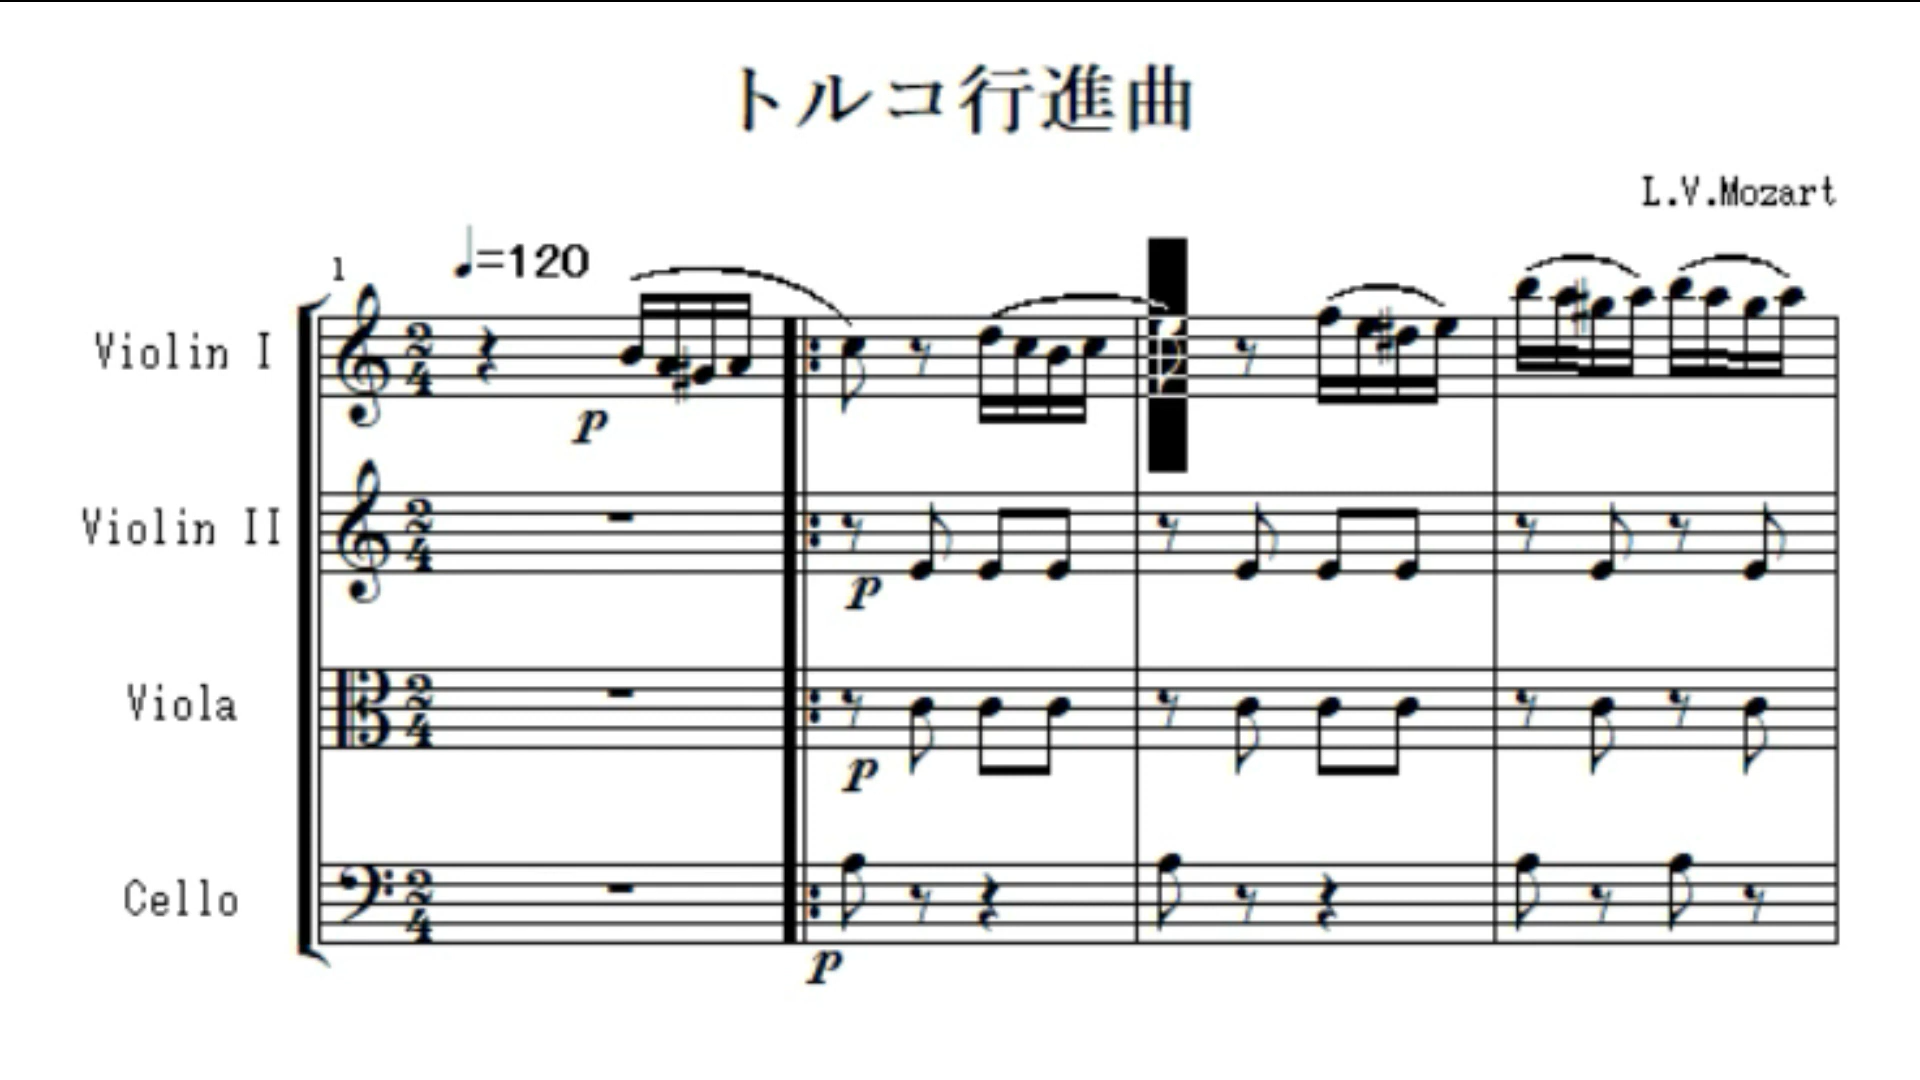 トルコ行進曲
L.V.Mozart
1
♩=120
Violin I
p
Violin II
p
Viola
p
Cello
p